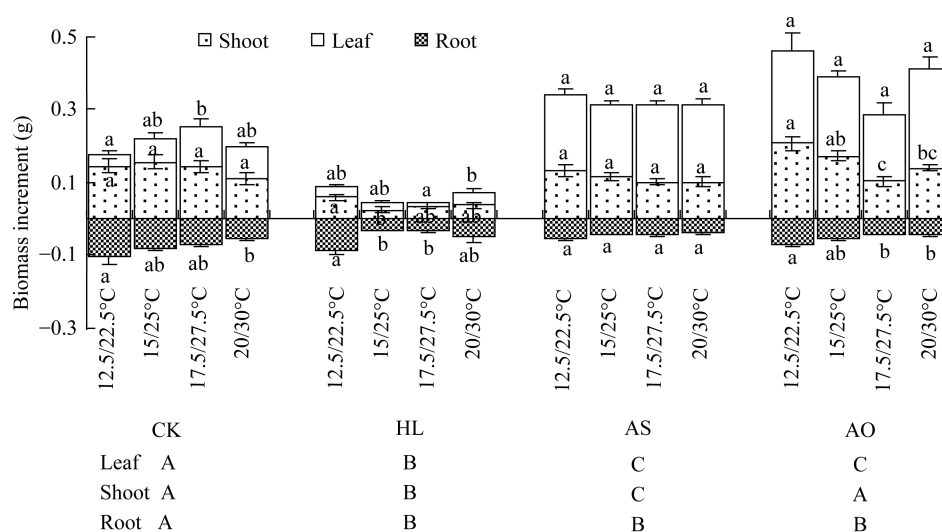 0.5
0.3
0.1
−0.1
−0.3
Biomass increment (g)
Shoot Leaf Root
a a a a
ab a ab
b a ab
ab a b
ab a a
ab b b
a ab b
b ab ab
a a a
a a a
a a a
a a a
a a a
a ab ab
a c b
a bc b
12.5/22.5°C 15/25°C 17.5/27.5°C 20/30°C
12.5/22.5°C 15/25°C 17.5/27.5°C 20/30°C
12.5/22.5°C 15/25°C 17.5/27.5°C 20/30°C
12.5/22.5°C 15/25°C 17.5/27.5°C 20/30°C
CK HL AS AO
Leaf A B C C
Shoot A B C A
Root A B B B